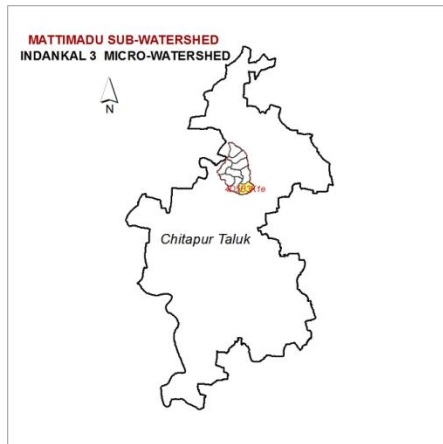 MATTIMADU SUB-WATERSHED
INDANKAL 3 MICRO-WATERSHED
N
Chitapur Taluk